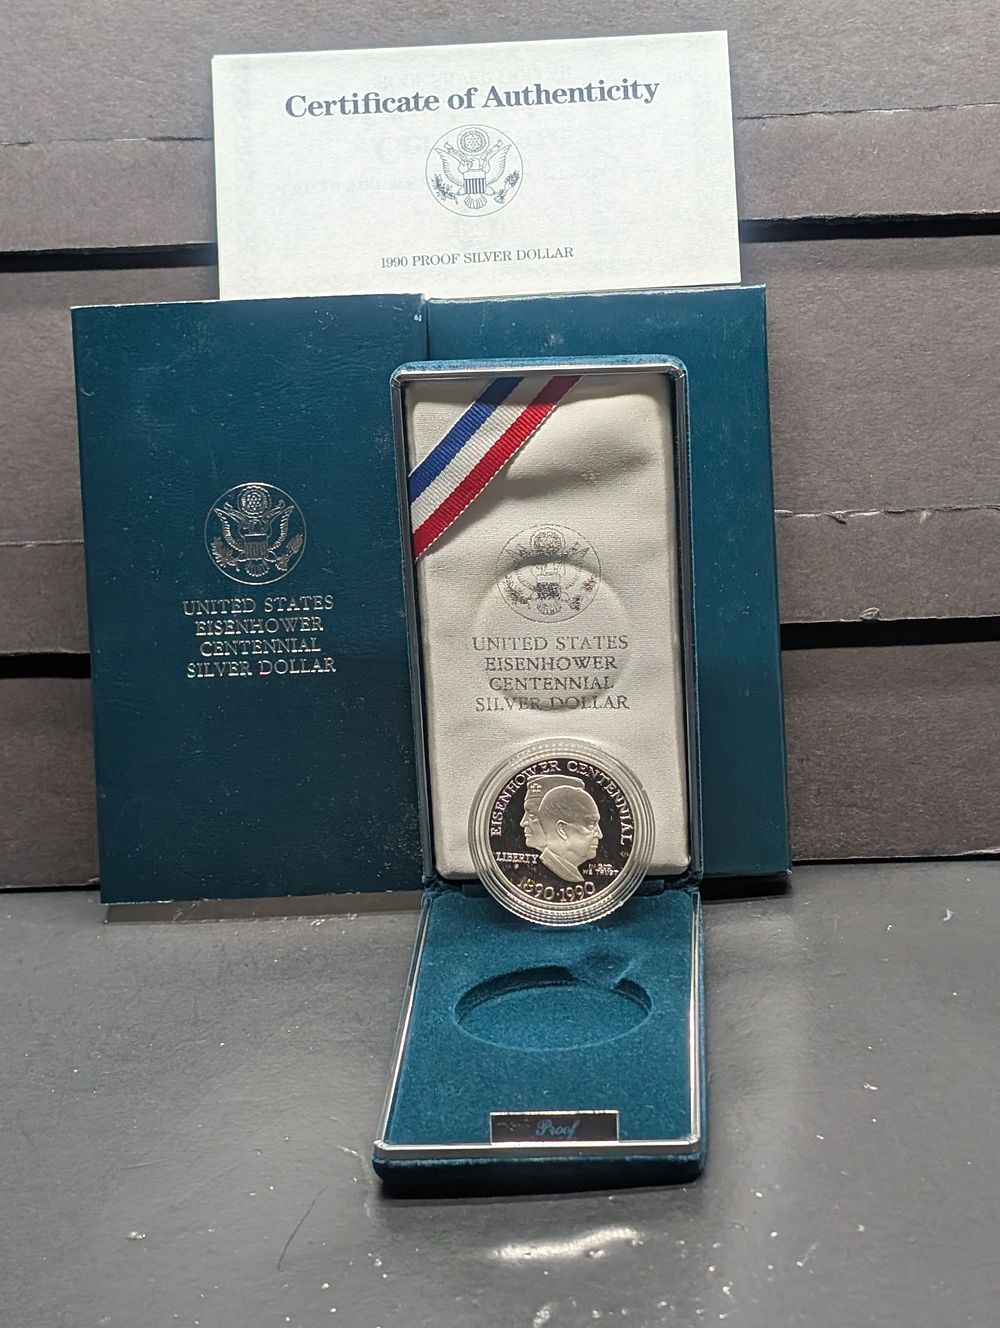 Certificate of Authenticity
1990 PROOF SILVER DOLLAR
UNITED STATES
EISENHOWER
CENTENNIAL
SILVER DOLLAR
UNITED STATES
EISENHOWER
CENTENNIAL
SILVER DOLLAR
EISENHOWER CENTENNIAL
LIBERTY
IN GOD
WE TRUST
1890-1990
Proof